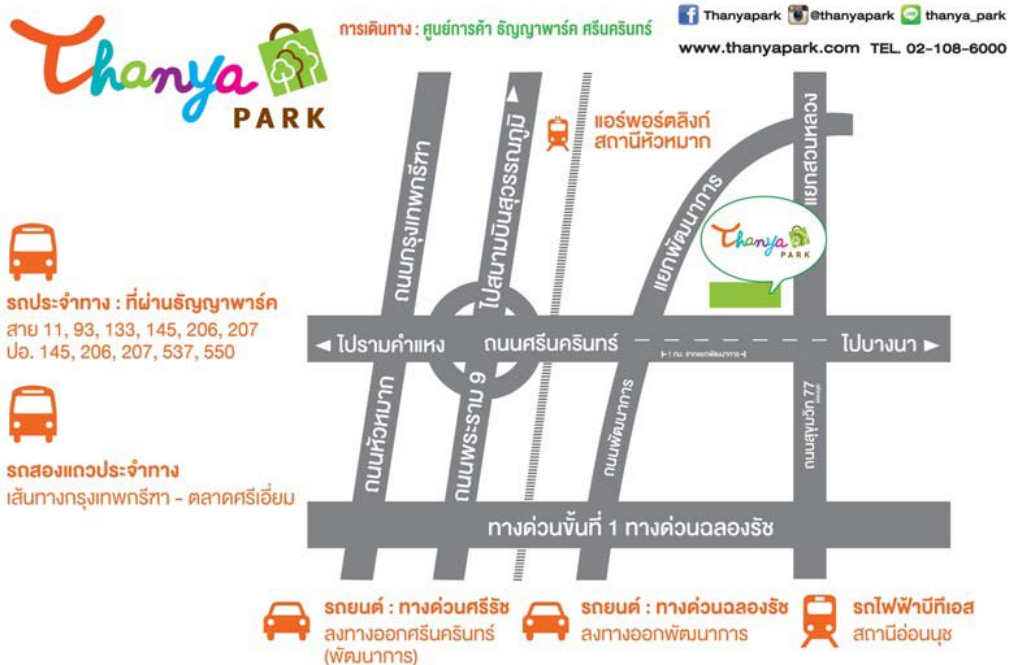 Thanya
PARK
การเดินทาง : ศูนย์การค้า ธัญญาพาร์ค ศรีนครินทร์
Thanyapark @thanyapark thanya_park
www.thanyapark.com TEL. 02-108-6000
แอร์พอร์ตลิงก์
สถานีหัวหมาก
ถนนกรุงเทพกรีฑา
ไปสนามบินสุวรรณภูมิ
แยกพัฒนาการ
แยกสวนหลวง
Thanya
PARK
รถประจำทาง : ที่ผ่านธัญญาพาร์ค
สาย 11, 93, 133, 145, 206, 207
ปอ. 145, 206, 207, 537, 550
ไปรามคำแหง
ถนนศรีนครินทร์
1 กม. จากแยกพัฒนาการ
ไปบางนา
ถนนหัวหมาก
ถนนพระราม 9
ถนนพัฒนาการ
ถนนสุขุมวิท 77
รถสองแถวประจำทาง
เส้นทางกรุงเทพกรีฑา - ตลาดศรีเอี่ยม
ทางด่วนขั้นที่ 1 ทางด่วนฉลองรัช
รถยนต์ : ทางด่วนศรีรัช
ลงทางออกศรีนครินทร์
(พัฒนาการ)
รถยนต์ : ทางด่วนฉลองรัช
ลงทางออกพัฒนาการ
รถไฟฟ้าบีทีเอส
สถานีอ่อนนุช